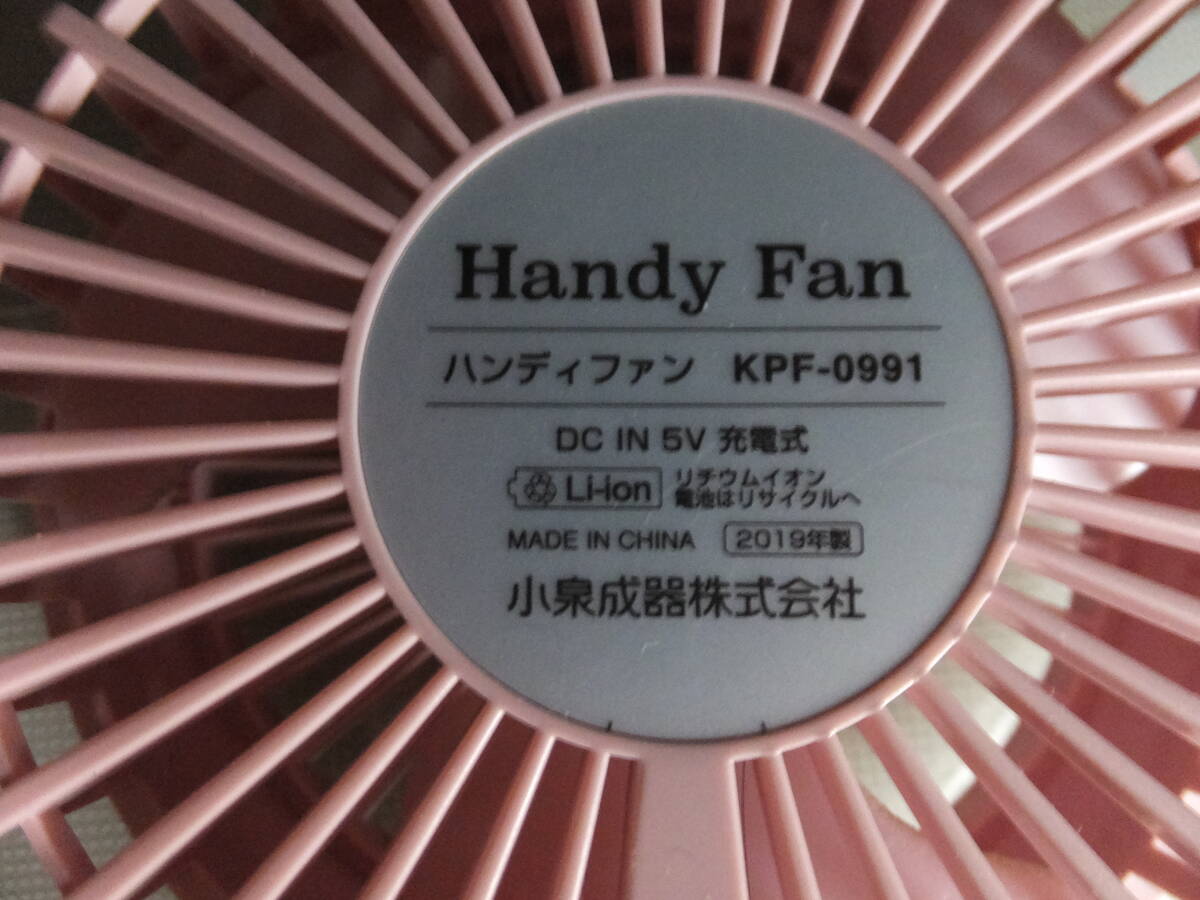 Handy Fan
ハンディファン KPF-0991
DC IN 5V 充電式
Li-ion リチウムイオン
電池はリサイクルへ
MADE IN CHINA 2019年製
小泉成器株式会社